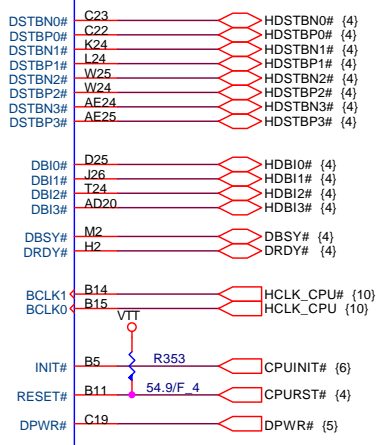 DSTBN0# C23 HDSTBN0# {4}
DSTBP0# C22 HDSTBP0# {4}
DSTBN1# K24 HDSTBN1# {4}
DSTBP1# L24 HDSTBP1# {4}
DSTBN2# W25 HDSTBN2# {4}
DSTBP2# W24 HDSTBP2# {4}
DSTBN3# AE24 HDSTBN3# {4}
DSTBP3# AE25 HDSTBP3# {4}
DBI0# D25 HDBI0# {4}
DBI1# J26 HDBI1# {4}
DBI2# T24 HDBI2# {4}
DBI3# AD20 HDBI3# {4}
DBSY# M2 DBSY# {4}
DRDY# H2 DRDY# {4}
BCLK1 B14 HCLK_CPU# {10}
BCLK0 B15 HCLK_CPU {10}
VTT
INIT# B5 R353 CPUINIT# {6}
RESET# B11 54.9/F_4 CPURST# {4}
DPWR# C19 DPWR# {5}